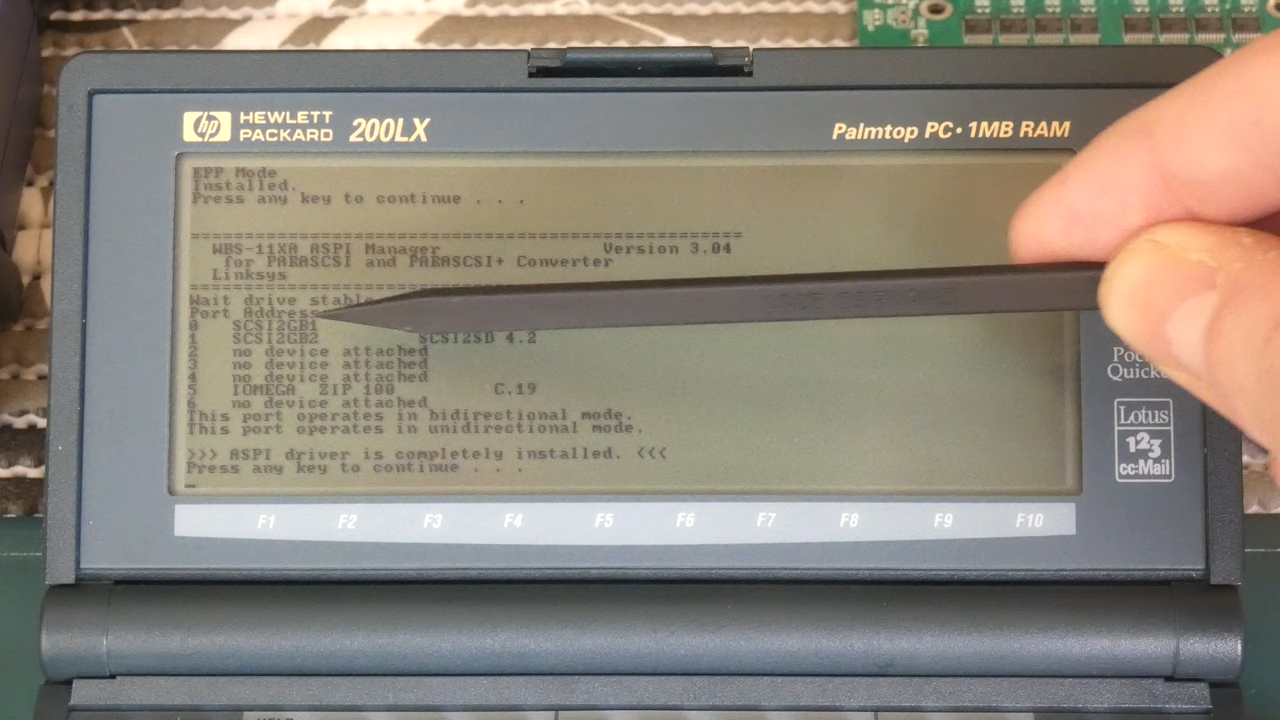 hp HEWLETT
PACKARD 200LX
Palmtop PC • 1MB RAM
EPP Mode
Installed.
Press any key to continue . . .
=====================================================
WBS-11XA ASPI Manager Version 3.04
for PARASCSI and PARASCSI+ Converter
Linksys
Wait drive
Port Address
0 SCSI2GB1
1 SCSI2GB2 SCSI2SD 4.2
2 no device attached
3 no device attached
4 no device attached
5 IOMEGA ZIP 100 C.19
6 no device attached
This port operates in bidirectional mode.
This port operates in unidirectional mode.
>>> ASPI driver is completely installed. <<<
Press any key to continue . . .
_
Lotus
123
cc:Mail
F1 F2 F3 F4 F5 F6 F7 F8 F9 F10